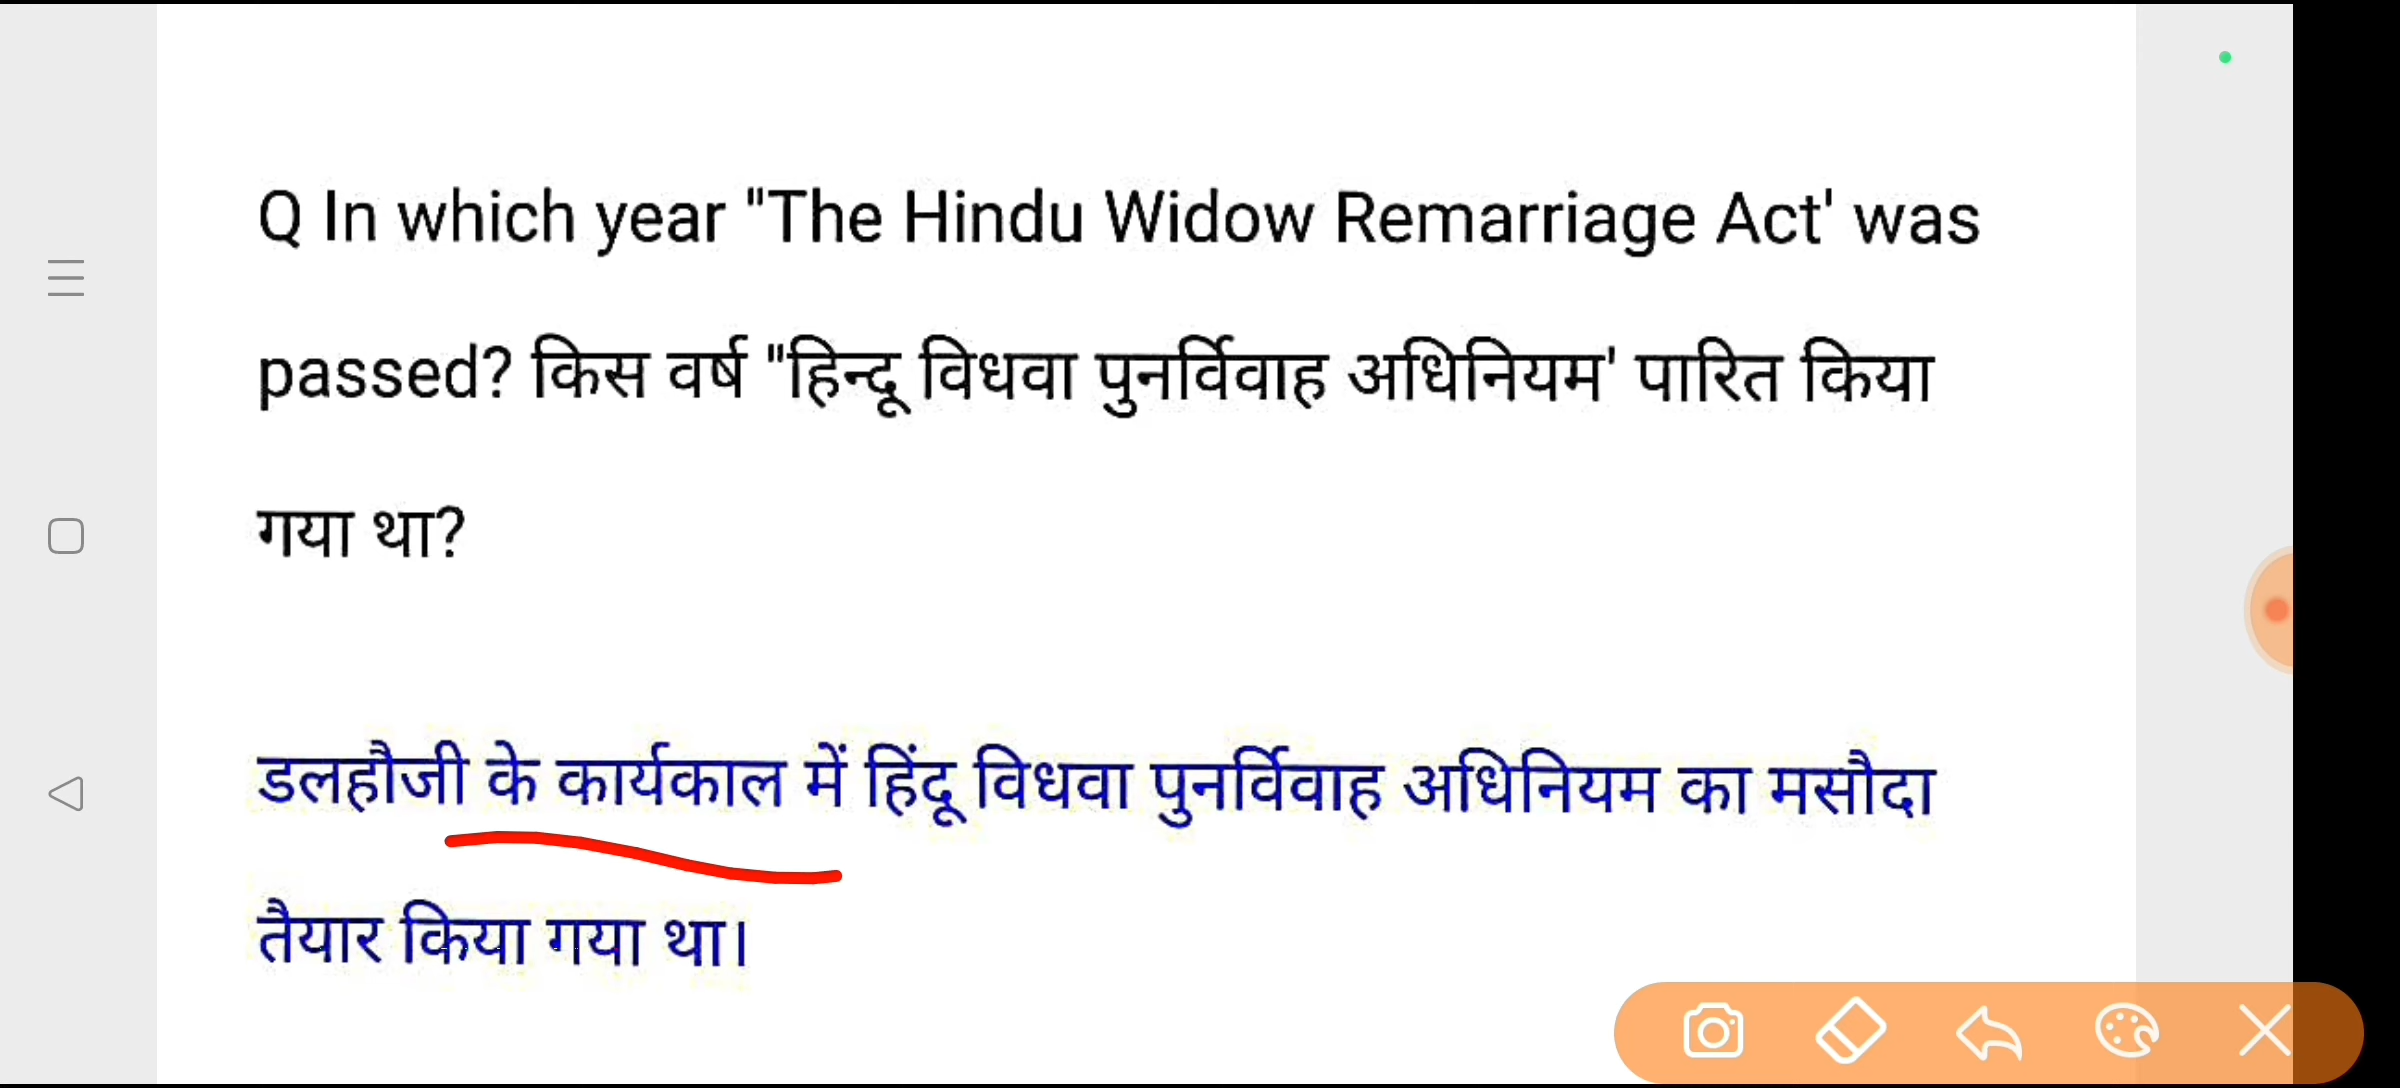 Q In which year "The Hindu Widow Remarriage Act' was
passed? किस वर्ष "हिन्दू विधवा पुनर्विवाह अधिनियम' पारित किया
गया था?
डलहौजी के कार्यकाल में हिंदू विधवा पुनर्विवाह अधिनियम का मसौदा
तैयार किया गया था।